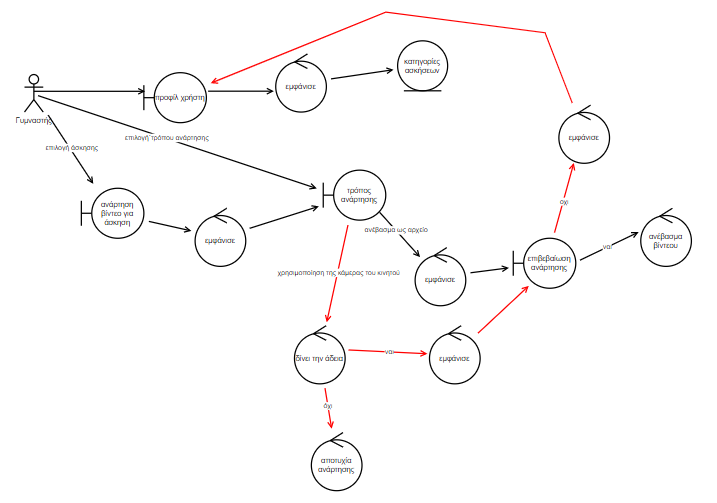 κατηγορίες
ασκήσεων
προφίλ χρήστη
εμφάνισε
Γυμναστής
εμφάνισε
επιλογή τρόπου ανάρτησης
επιλογή άσκησης
τρόπος
ανάρτησης
ανάρτηση
βίντεο για
άσκηση
όχι
ανέβασμα ως αρχείο
εμφάνισε
ανέβασμα
βίντεου
ναι
επιβεβαίωση
ανάρτησης
χρησιμοποίηση της κάμερας του κινητού
εμφάνισε
δίνει την άδεια
ναι
εμφάνισε
όχι
αποτυχία
ανάρτησης